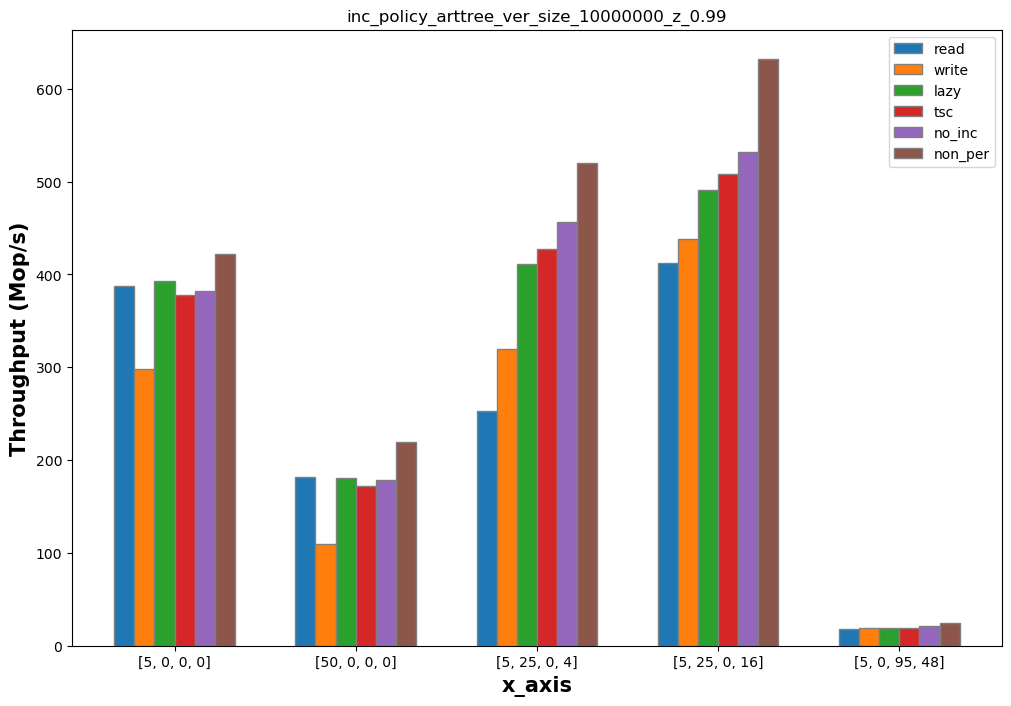 inc_policy_arttree_ver_size_10000000_z_0.99
read
write
lazy
tsc
no_inc
non_per
Throughput (Mop/s)
600
500
400
300
200
100
0
[5, 0, 0, 0]
[50, 0, 0, 0]
[5, 25, 0, 4]
[5, 25, 0, 16]
[5, 0, 95, 48]
x_axis